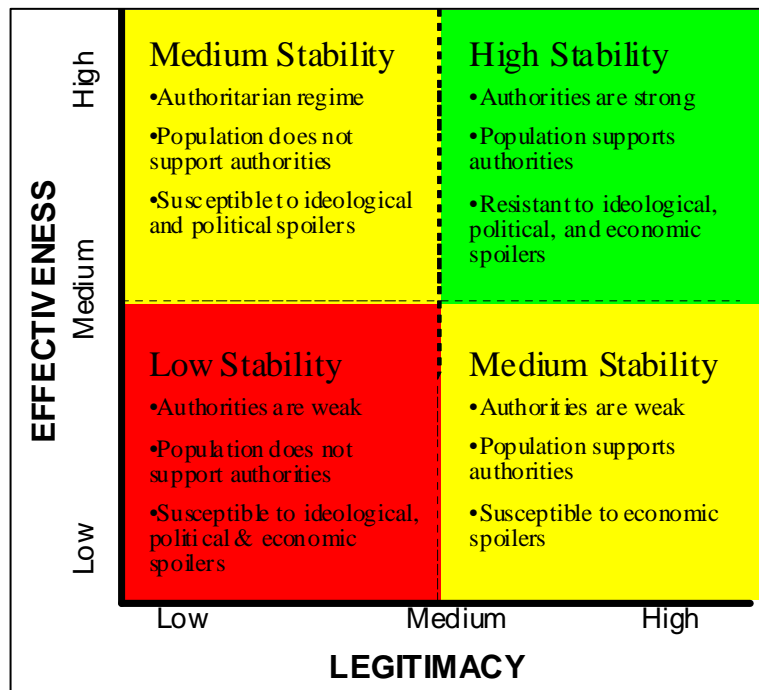 EFFECTIVENESS
High
Medium
Low
Medium Stability
•Authoritarian regime
•Population does not
support authorities
•Susceptible to ideological
and political spoilers
High Stability
•Authorities are strong
•Population supports
authorities
•Resistant to ideological,
political, and economic
spoilers
Low Stability
•Authorities are weak
•Population does not
support authorities
•Susceptible to ideological,
political & economic
spoilers
Medium Stability
•Authorities are weak
•Population supports
authorities
•Susceptible to economic
spoilers
Low
Medium
High
LEGITIMACY